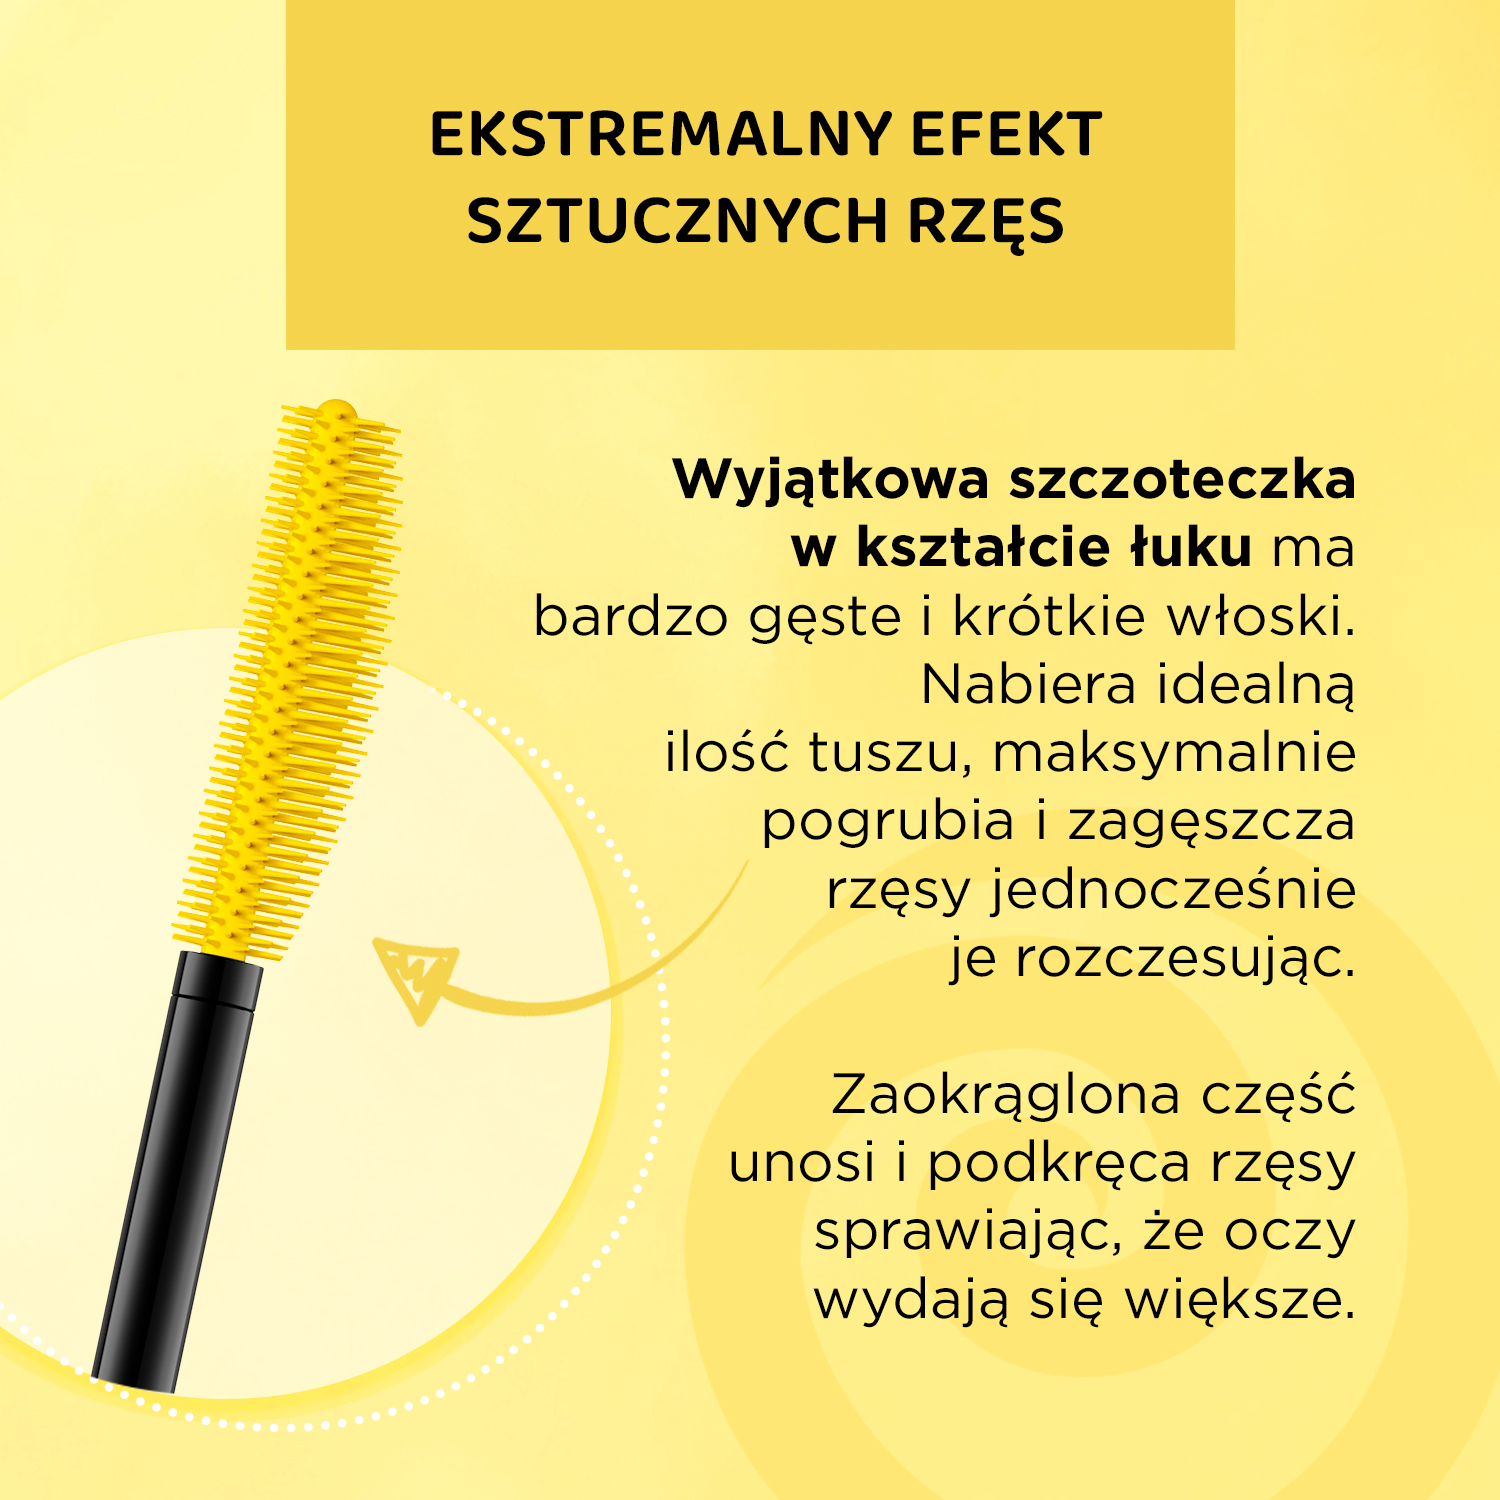 EKSTREMALNY EFEKT
SZTUCZNYCH RZĘS
Wyjątkowa szczoteczka
w kształcie łuku ma
bardzo gęste i krótkie włoski.
Nabiera idealną
ilość tuszu, maksymalnie
pogrubia i zagęszcza
rzęsy jednocześnie
je rozczesując.
Zaokrąglona część
unosi i podkręca rzęsy
sprawiając, że oczy
wydają się większe.